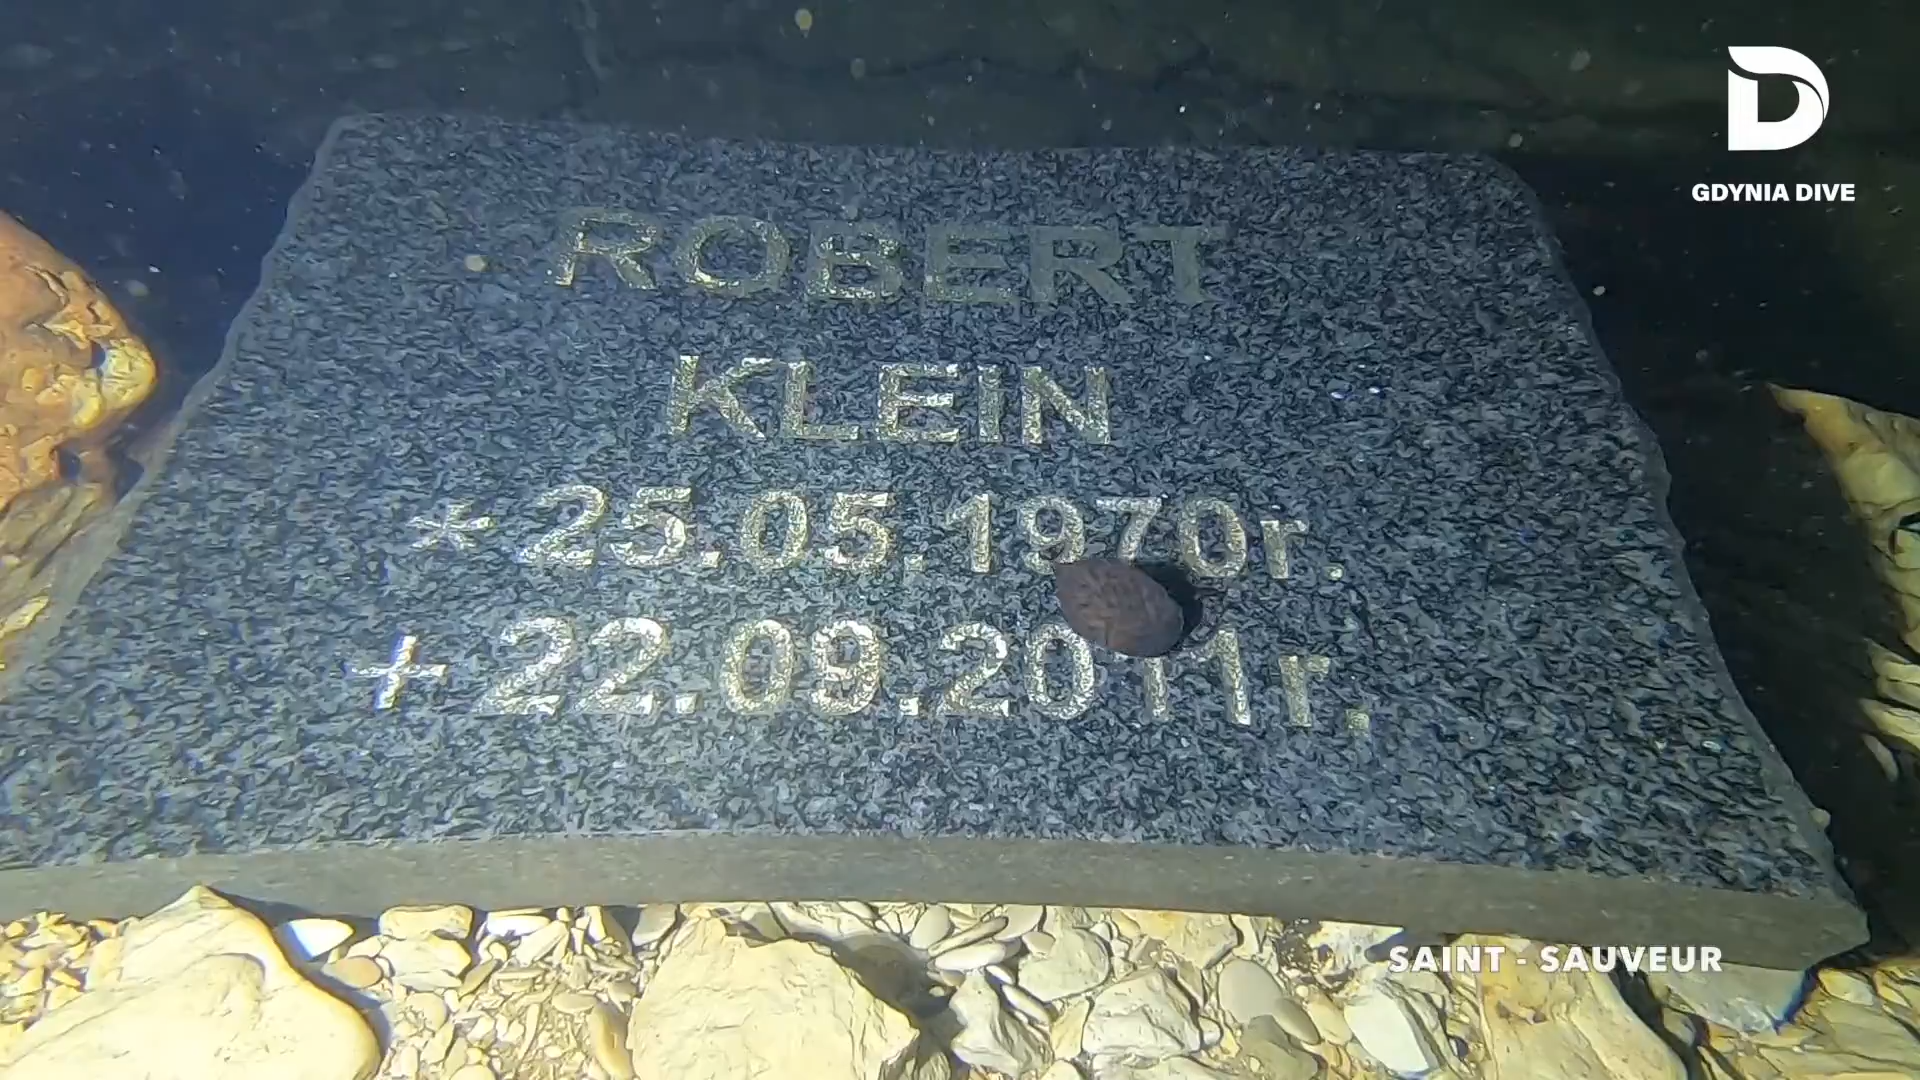 GDYNIA DIVE
ROBERT
KLEIN
* 25.05.1970r.
+ 22.09.2011r.
SAINT - SAUVEUR